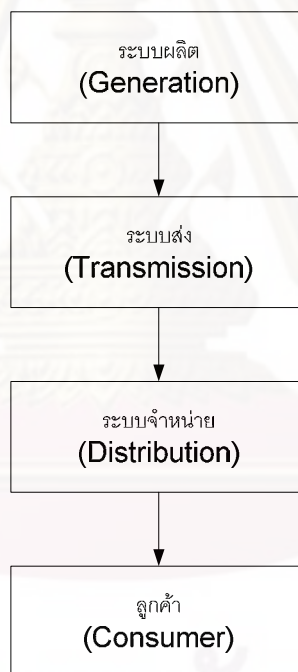 ระบบผลิต
(Generation)
ระบบส่ง
(Transmission)
ระบบจำหน่าย
(Distribution)
ลูกค้า
(Consumer)